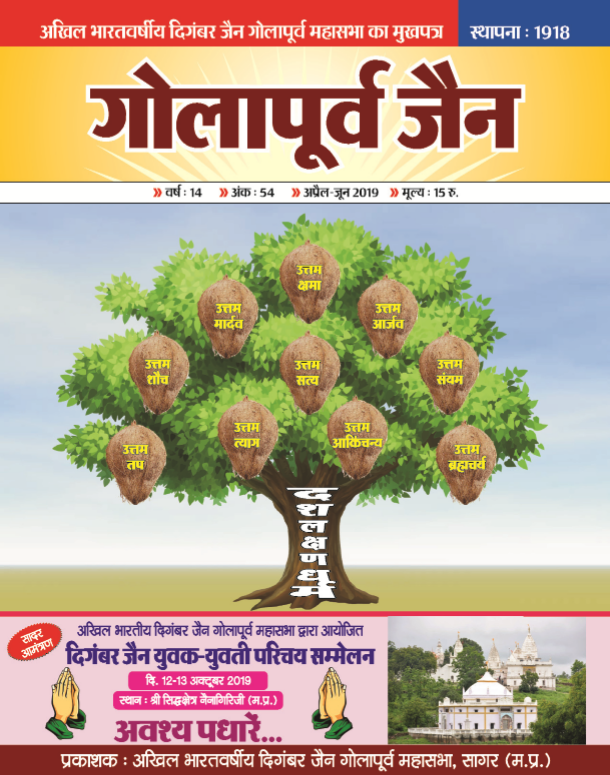 अखिल भारतवर्षीय दिगंबर जैन गोलापूर्व महासभा का मुखपत्र
स्थापना : 1918
गोलापूर्व जैन
» वर्ष : 14 » अंक : 54 » अप्रैल-जून 2019 » मूल्य : 15 रु.
उत्तम
क्षमा
उत्तम
मार्दव
उत्तम
आर्जव
उत्तम
शौच
उत्तम
सत्य
उत्तम
संयम
उत्तम
तप
उत्तम
त्याग
उत्तम
आकिंचन्य
उत्तम
ब्रह्मचर्य
दशलक्षण धर्म
सादर
आमंत्रण
अखिल भारतीय दिगंबर जैन गोलापूर्व महासभा द्वारा आयोजित
दिगंबर जैन युवक-युवती परिचय सम्मेलन
दि. 12-13 अक्टूबर 2019
स्थान : श्री सिद्धक्षेत्र नैनागिरिजी (म.प्र.)
अवश्य पधारें...
प्रकाशक : अखिल भारतवर्षीय दिगंबर जैन गोलापूर्व महासभा, सागर (म.प्र.)